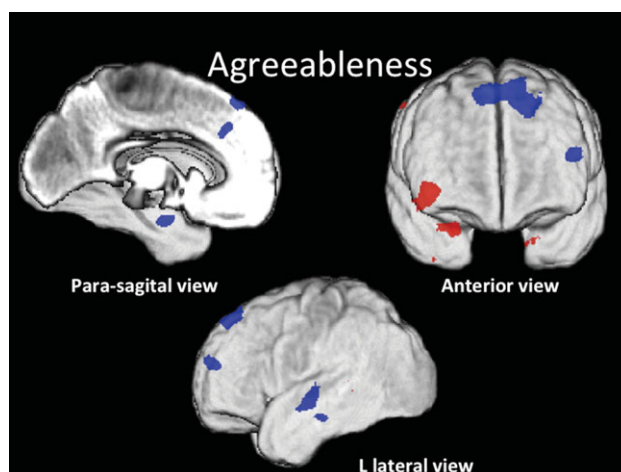 Agreeableness
Para-sagital view
Anterior view
L lateral view